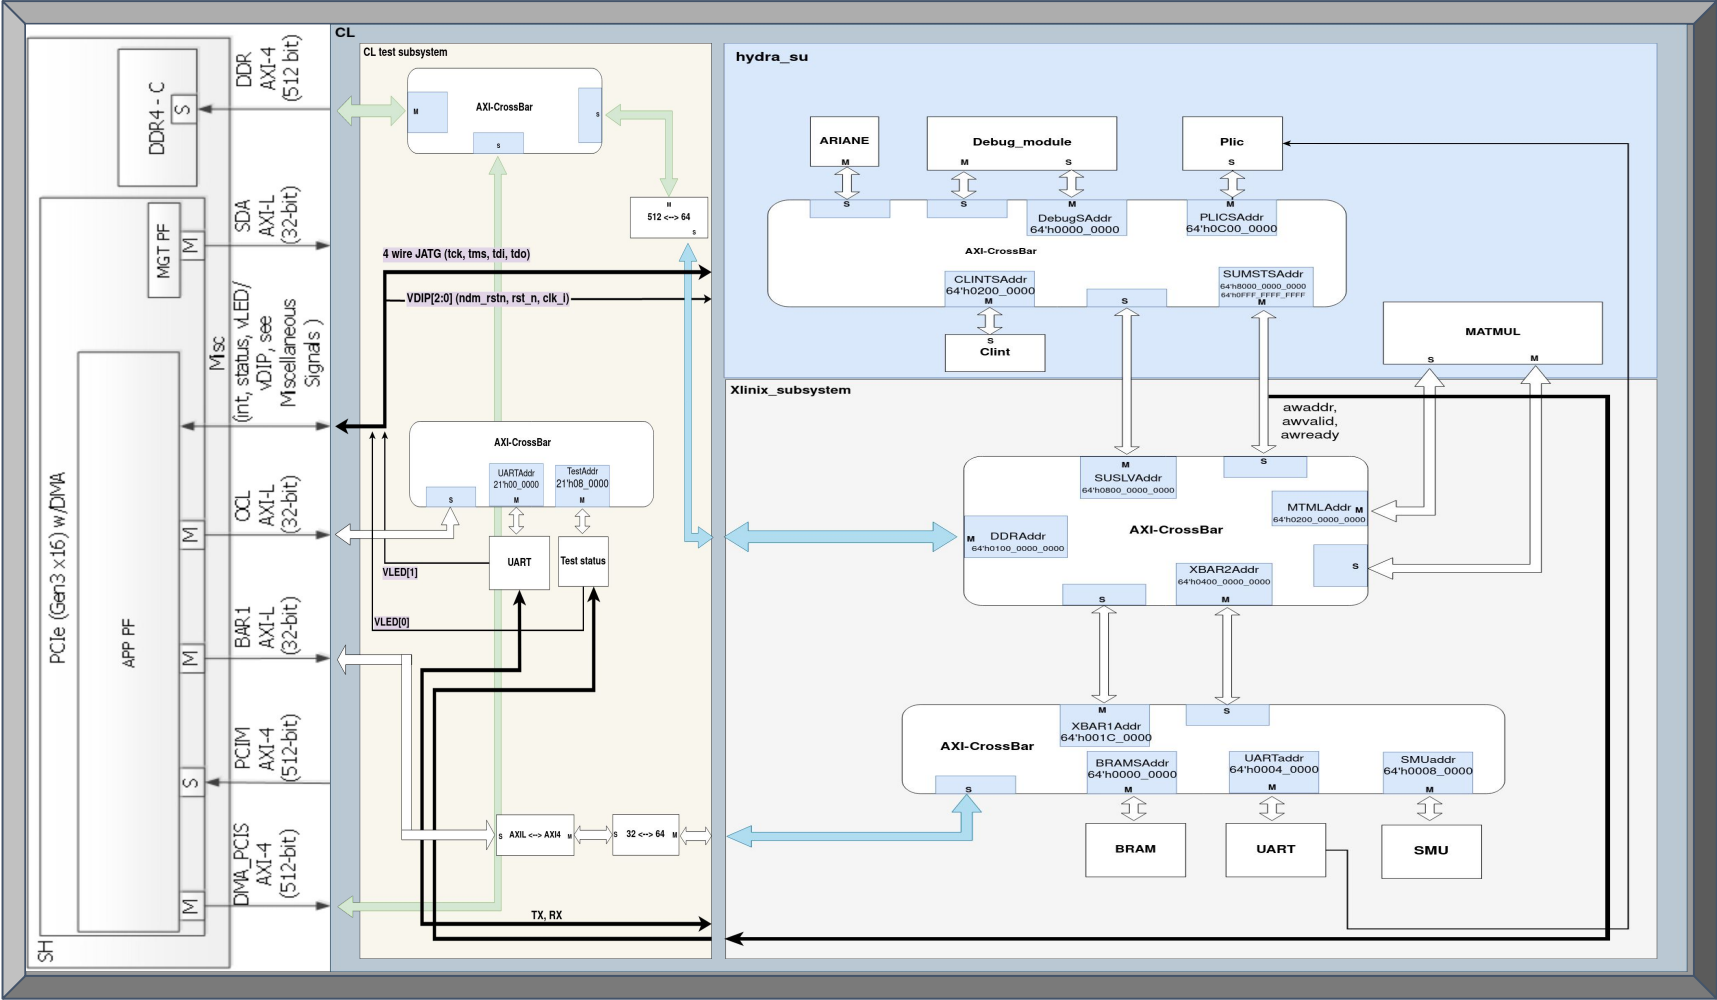 SH
DDR4 - C
S
PCIe (Gen3 x16) w/DMA
MGT PF
M
APP PF
M
M
S
M
DDR
AXI-4
(512 bit)
SDA
AXI-L
(32-bit)
Misc
(int, status, vLED/
vDIP, see
Miscellaneous
Signals )
OCL
AXI-L
(32-bit)
BAR1
AXI-L
(32-bit)
PCIM
AXI-4
(512-bit)
DMA_PCIS
AXI-4
(512-bit)
CL
CL test subsystem
AXI-CrossBar
M
S
S
M
512 <--> 64
S
4 wire JATG (tck, tms, tdi, tdo)
VDIP[2:0] (ndm_rstn, rst_n, clk_i)
AXI-CrossBar
S
UARTAddr
21'h00_0000
M
TestAddr
21'h08_0000
M
UART
Test status
VLED[1]
VLED[0]
S AXIL <--> AXI4 M
S 32 <--> 64 M
TX, RX
hydra_su
ARIANE
M
Debug_module
M S
Plic
S
S
S
M
DebugSAddr
64'h0000_0000
M
PLICSAddr
64'h0C00_0000
AXI-CrossBar
CLINTSAddr
64'h0200_0000
M
S
SUMSTSAddr
64'h8000_0000_0000
64'h0FFF_FFFF_FFFF
M
S
Clint
MATMUL
S M
Xlinix_subsystem
awaddr,
awvalid,
awready
M
SUSLVAddr
64'h0800_0000_0000
S
MTMLAddr M
64'h0200_0000_0000
AXI-CrossBar
M DDRAddr
64'h0100_0000_0000
S
XBAR2Addr
64'h0400_0000_0000
M
S
M
XBAR1Addr
64'h001C_0000
S
AXI-CrossBar
S
BRAMSAddr
64'h0000_0000
M
UARTaddr
64'h0004_0000
M
SMUaddr
64'h0008_0000
M
BRAM
UART
SMU